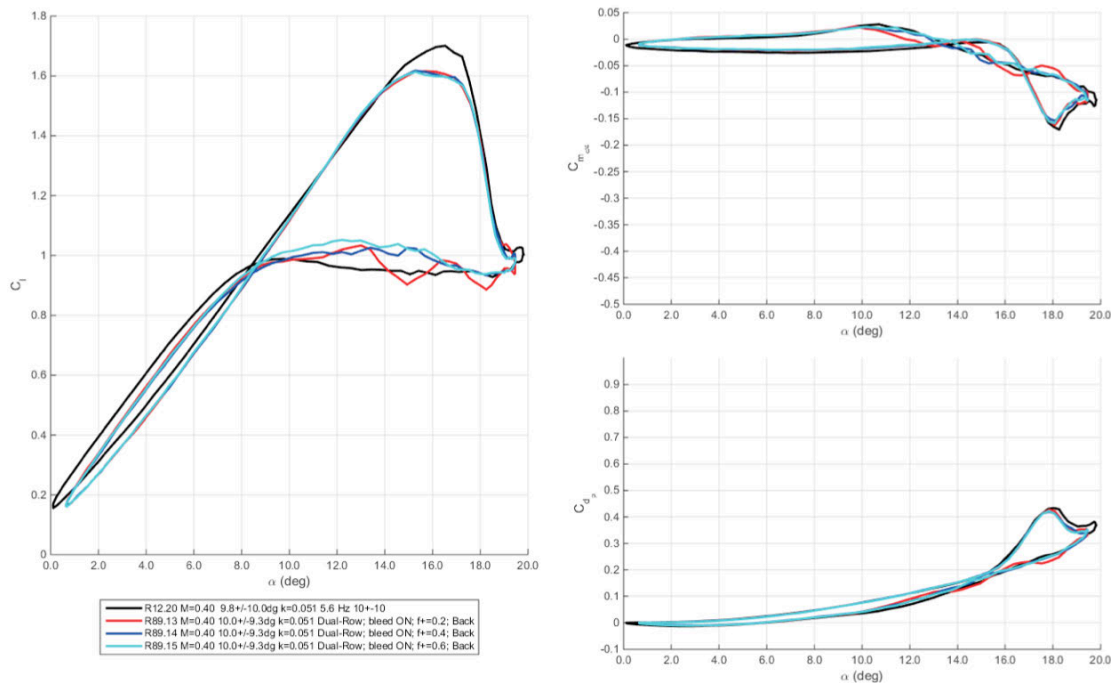 1.8
1.6
1.4
1.2
1
0.8
0.6
0.4
0.2
0
C_l
0.0 2.0 4.0 6.0 8.0 10.0 12.0 14.0 16.0 18.0 20.0
α (deg)
R12.20 M=0.40 9.8+/-10.0dg k=0.051 5.6 Hz 10+-10
R89.13 M=0.40 10.0+/-9.3dg k=0.051 Dual-Row; bleed ON; f+=0.2; Back
R89.14 M=0.40 10.0+/-9.3dg k=0.051 Dual-Row; bleed ON; f+=0.4; Back
R89.15 M=0.40 10.0+/-9.3dg k=0.051 Dual-Row; bleed ON; f+=0.6; Back
0.05
0
-0.05
-0.1
-0.15
-0.2
-0.25
-0.3
-0.35
-0.4
-0.45
-0.5
0.0 2.0 4.0 6.0 8.0 10.0 12.0 14.0 16.0 18.0 20.0
α (deg)
0.9
0.8
0.7
0.6
0.5
0.4
0.3
0.2
0.1
0
-0.1
C_d_p
0.0 2.0 4.0 6.0 8.0 10.0 12.0 14.0 16.0 18.0 20.0
α (deg)